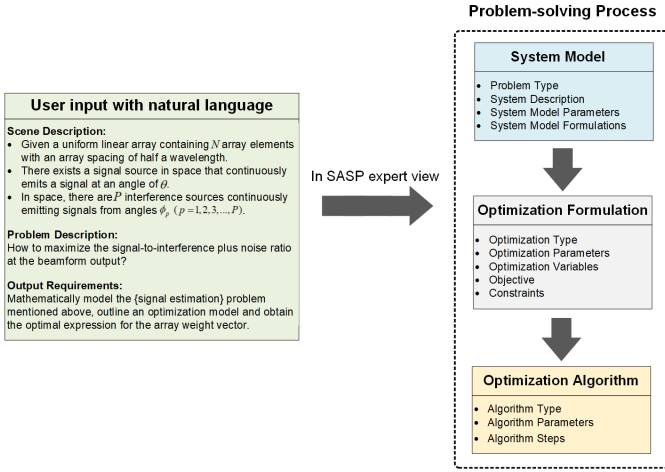 User input with natural language
Scene Description:
• Given a uniform linear array containing N array elements
with an array spacing of half a wavelength.
• There exists a signal source in space that continuously
emits a signal at an angle of θ.
• In space, there are P interference sources continuously
emitting signals from angles ϕ_p ( p = 1,2,3,...,P).
Problem Description:
How to maximize the signal-to-interference plus noise ratio
at the beamform output?
Output Requirements:
Mathematically model the {signal estimation} problem
mentioned above, outline an optimization model and obtain
the optimal expression for the array weight vector.
In SASP expert view
Problem-solving Process
System Model
• Problem Type
• System Description
• System Model Parameters
• System Model Formulations
Optimization Formulation
• Optimization Type
• Optimization Parameters
• Optimization Variables
• Objective
• Constraints
Optimization Algorithm
• Algorithm Type
• Algorithm Parameters
• Algorithm Steps